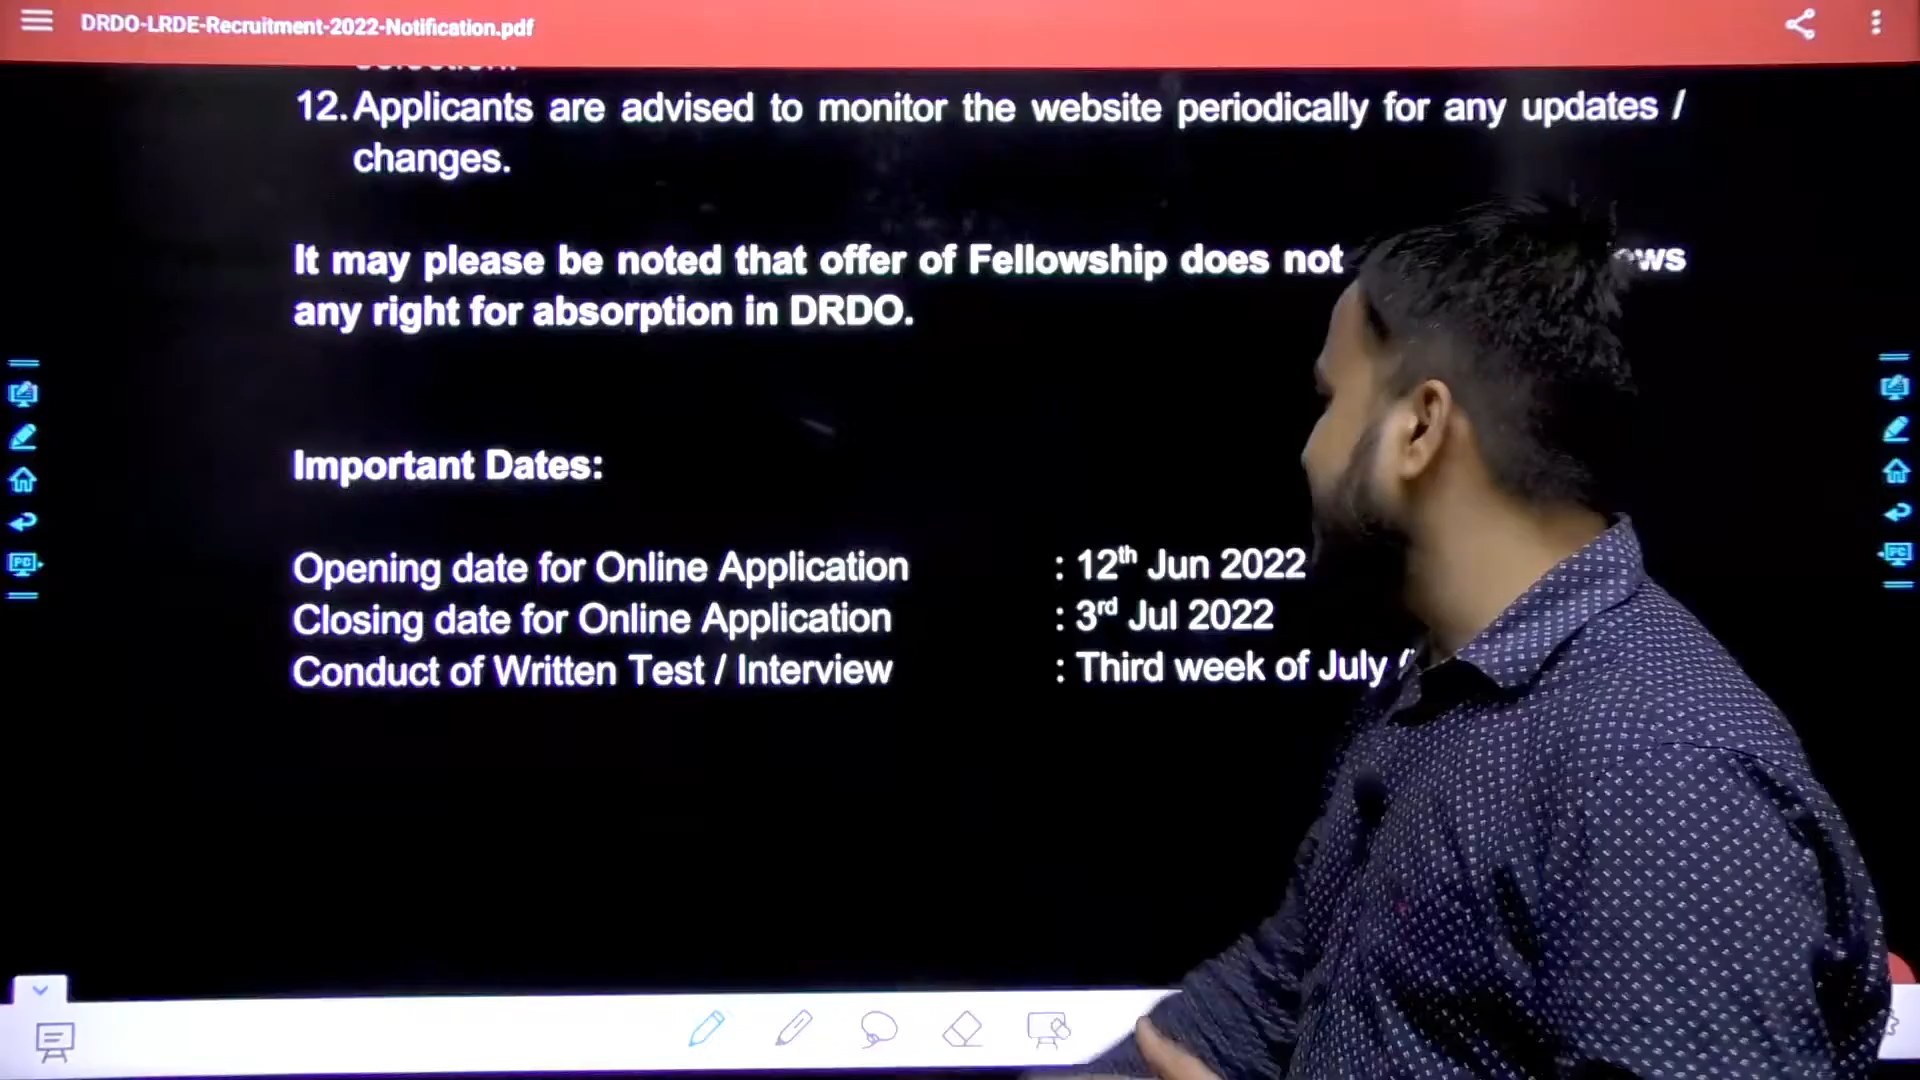 DRDO-LRDE-Recruitment-2022-Notification.pdf
12. Applicants are advised to monitor the website periodically for any updates /
changes.
It may please be noted that offer of Fellowship does not
any right for absorption in DRDO.
Important Dates:
Opening date for Online Application : 12th Jun 2022
Closing date for Online Application : 3rd Jul 2022
Conduct of Written Test / Interview : Third week of July
PC
PC